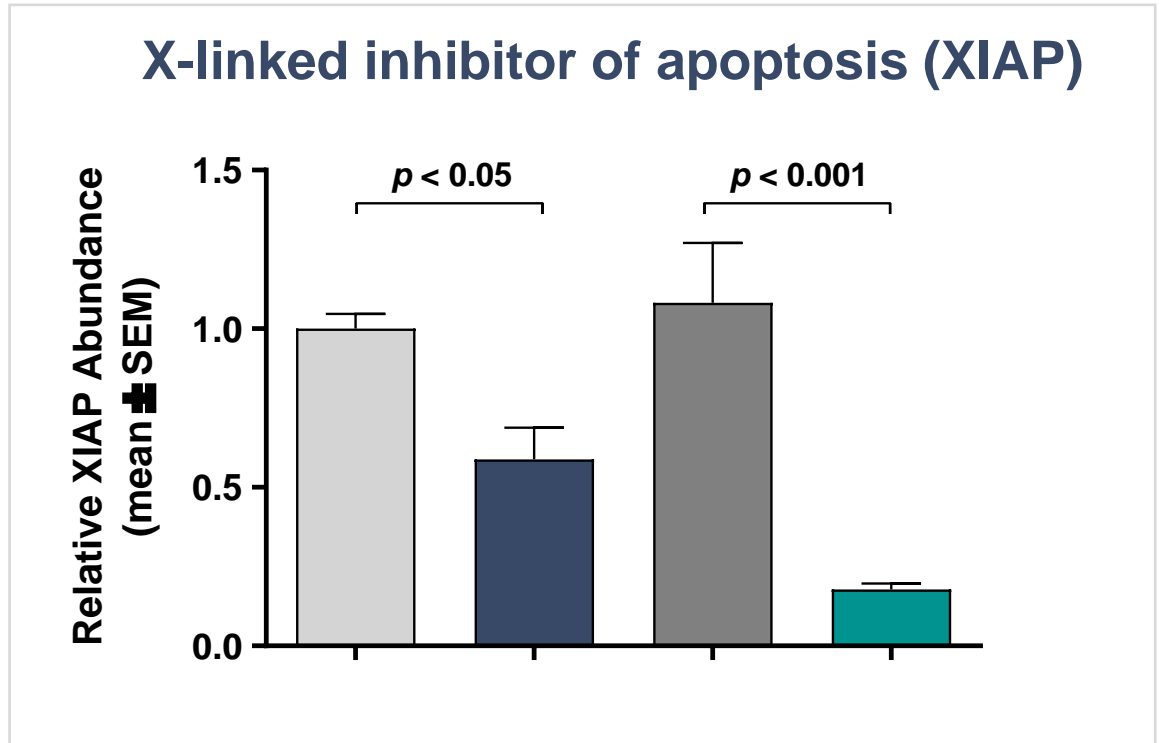 X-linked inhibitor of apoptosis (XIAP)
Relative XIAP Abundance
(mean ± SEM)
1.5
1.0
0.5
0.0
p < 0.05
p < 0.001